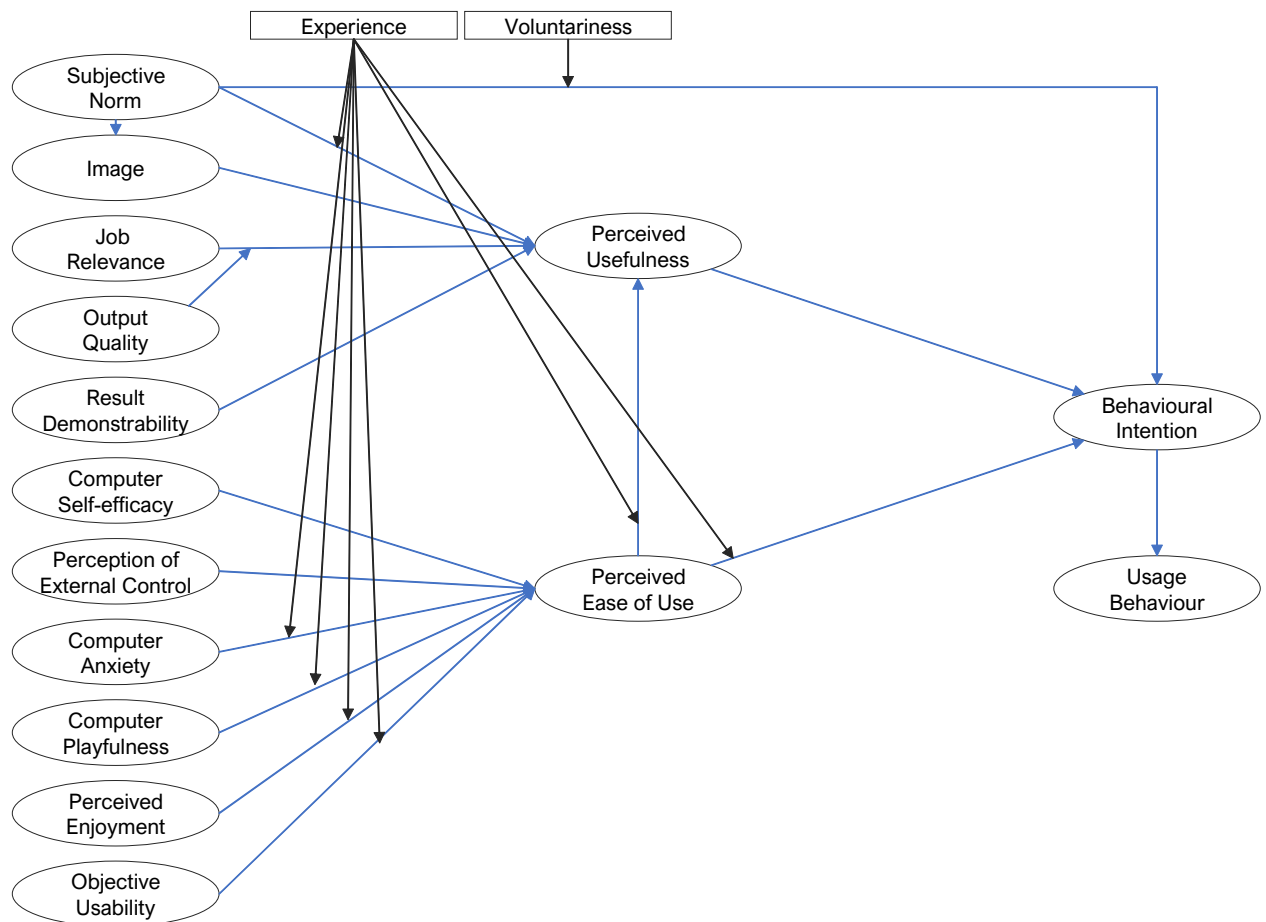 Experience
Voluntariness
Subjective
Norm
Image
Job
Relevance
Output
Quality
Result
Demonstrability
Computer
Self-efficacy
Perception of
External Control
Computer
Anxiety
Computer
Playfulness
Perceived
Enjoyment
Objective
Usability
Perceived
Usefulness
Perceived
Ease of Use
Behavioural
Intention
Usage
Behaviour